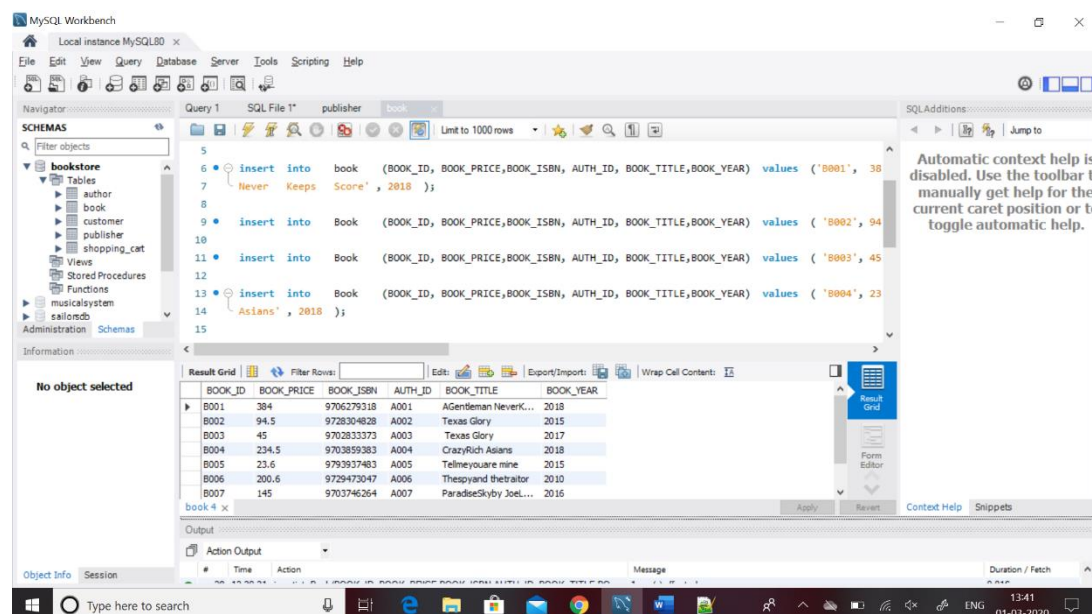 MySQL Workbench
Local instance MySQL80
File Edit View Query Database Server Tools Scripting Help
Navigator
SCHEMAS
Filter objects
bookstore
Tables
author
book
customer
publisher
shopping_cart
Views
Stored Procedures
Functions
musicalsystem
sailorsdb
Administration Schemas
Information
No object selected
Object Info Session
Query 1 SQL File 1* publisher book
Limit to 1000 rows
5
6 insert into book (BOOK_ID, BOOK_PRICE,BOOK_ISBN, AUTH_ID, BOOK_TITLE,BOOK_YEAR) values ('B001', 38
7 Never Keeps Score' , 2018 );
8
9 insert into Book (BOOK_ID, BOOK_PRICE,BOOK_ISBN, AUTH_ID, BOOK_TITLE,BOOK_YEAR) values ( 'B002', 94
10
11 insert into Book (BOOK_ID, BOOK_PRICE,BOOK_ISBN, AUTH_ID, BOOK_TITLE,BOOK_YEAR) values ( 'B003', 45
12
13 insert into Book (BOOK_ID, BOOK_PRICE,BOOK_ISBN, AUTH_ID, BOOK_TITLE,BOOK_YEAR) values ( 'B004', 23
14 Asians' , 2018 );
15
Result Grid Filter Rows: Edit: Export/Import: Wrap Cell Content:
BOOK_ID BOOK_PRICE BOOK_ISBN AUTH_ID BOOK_TITLE BOOK_YEAR
B001 384 9706279318 A001 AGentleman NeverK... 2018
B002 94.5 9728304828 A002 Texas Glory 2015
B003 45 9702833373 A003 Texas Glory 2017
B004 234.5 9703859383 A004 CrazyRich Asians 2018
B005 23.6 9793937483 A005 Tellmeyouare mine 2015
B006 200.6 9729473047 A006 Thespyand thetraitor 2010
B007 145 9703746264 A007 ParadiseSkyby JoeL... 2016
Result Grid
Form Editor
book 4 Apply Revert
Output
Action Output
# Time Action Message Duration / Fetch
SQLAdditions
Jump to
Automatic context help is
disabled. Use the toolbar t
manually get help for the
current caret position or t
toggle automatic help.
Context Help Snippets
Type here to search
ENG
13:41
01-03-2020